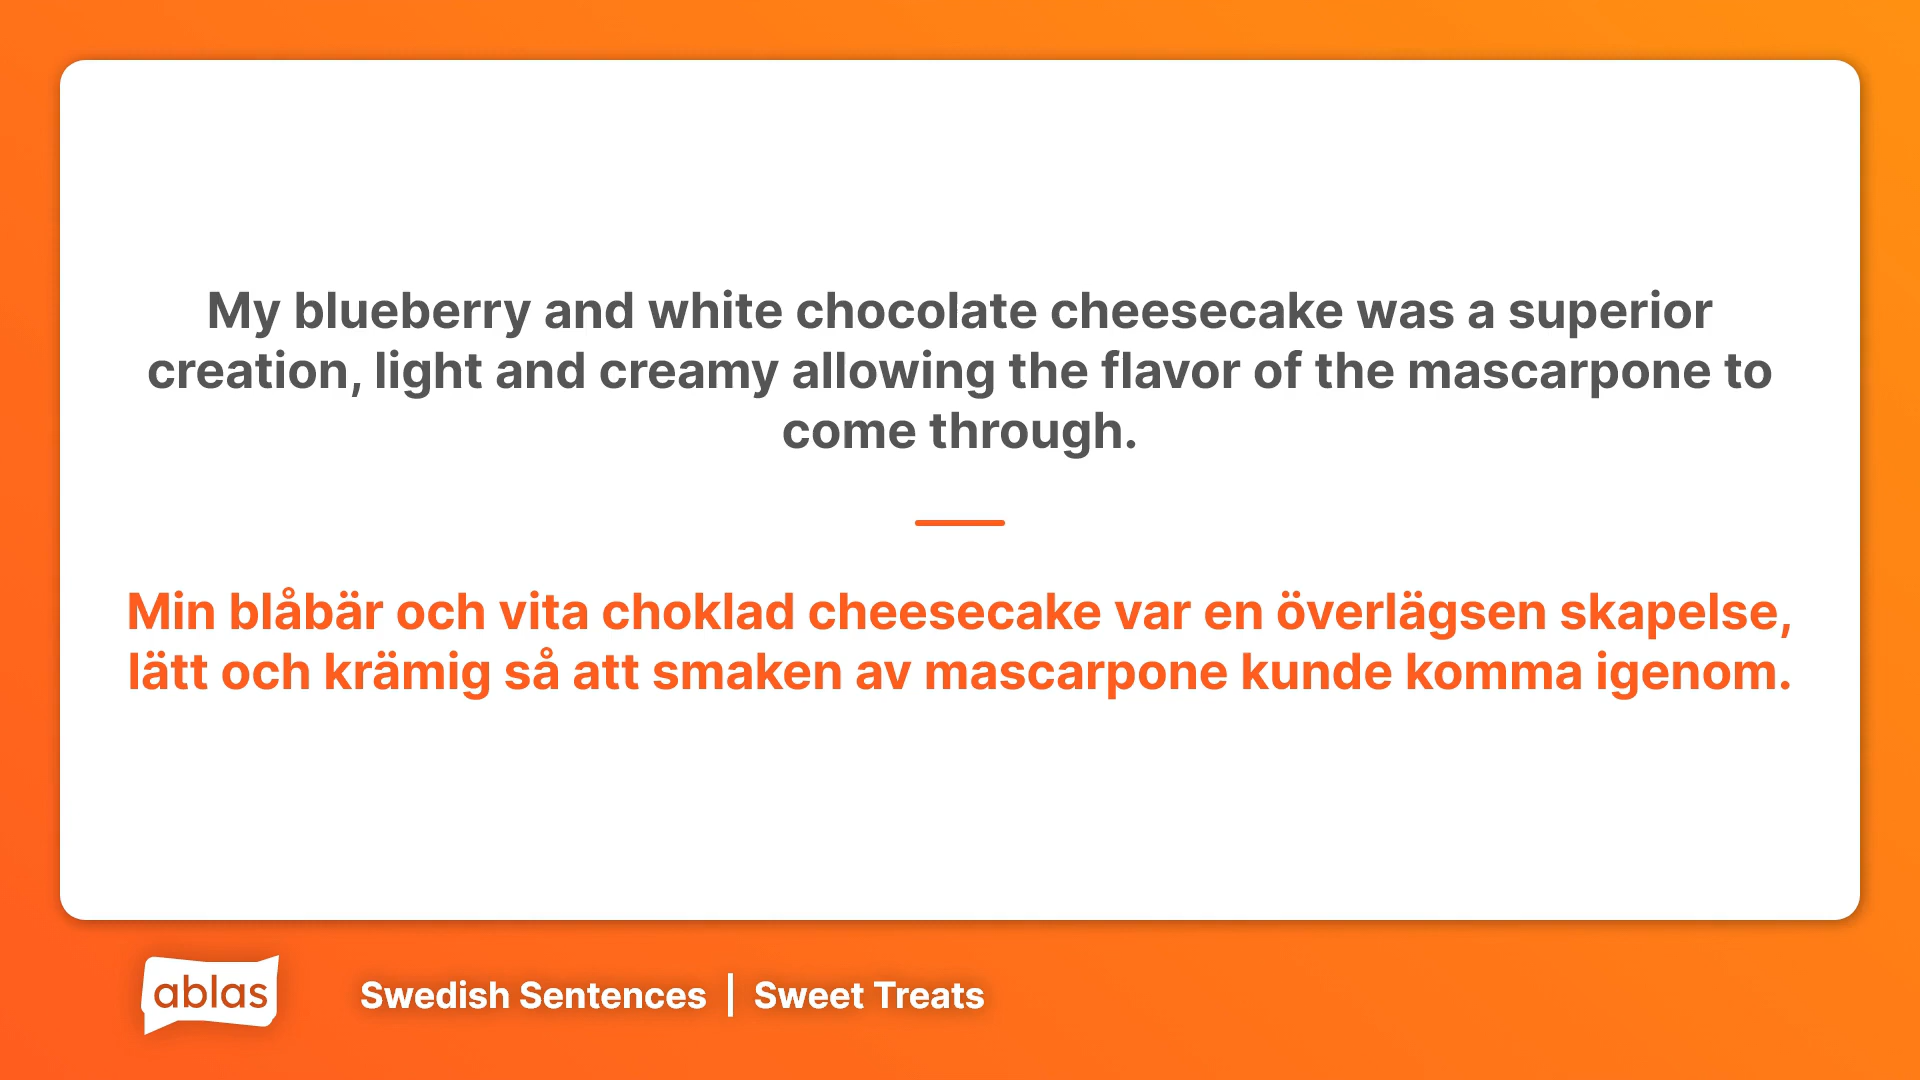 My blueberry and white chocolate cheesecake was a superior
creation, light and creamy allowing the flavor of the mascarpone to
come through.
Min blåbär och vita choklad cheesecake var en överlägsen skapelse,
lätt och krämig så att smaken av mascarpone kunde komma igenom.
ablas
Swedish Sentences | Sweet Treats